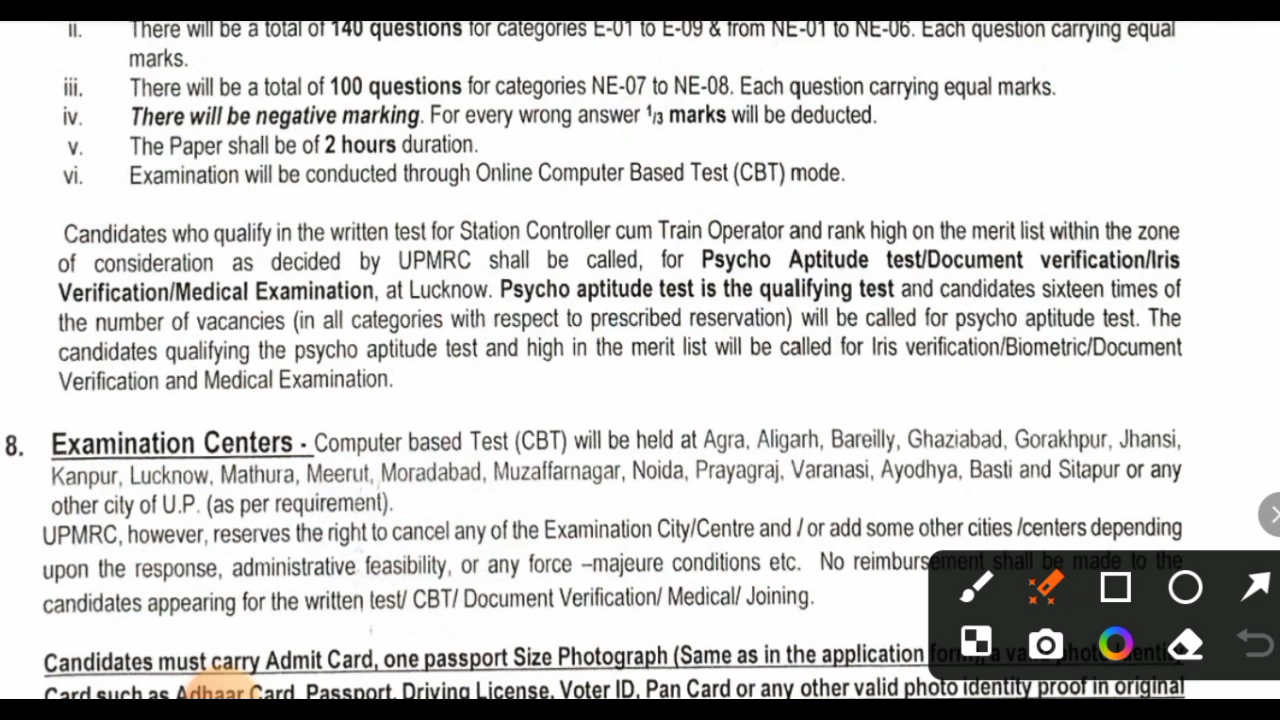 ii. There will be a total of 140 questions for categories E-01 to E-09 & from NE-01 to NE-06. Each question carrying equal
marks.
iii. There will be a total of 100 questions for categories NE-07 to NE-08. Each question carrying equal marks.
iv. There will be negative marking. For every wrong answer 1/3 marks will be deducted.
v. The Paper shall be of 2 hours duration.
vi. Examination will be conducted through Online Computer Based Test (CBT) mode.
Candidates who qualify in the written test for Station Controller cum Train Operator and rank high on the merit list within the zone
of consideration as decided by UPMRC shall be called, for Psycho Aptitude test/Document verification/Iris
Verification/Medical Examination, at Lucknow. Psycho aptitude test is the qualifying test and candidates sixteen times of
the number of vacancies (in all categories with respect to prescribed reservation) will be called for psycho aptitude test. The
candidates qualifying the psycho aptitude test and high in the merit list will be called for Iris verification/Biometric/Document
Verification and Medical Examination.
8. Examination Centers - Computer based Test (CBT) will be held at Agra, Aligarh, Bareilly, Ghaziabad, Gorakhpur, Jhansi,
Kanpur, Lucknow, Mathura, Meerut, Moradabad, Muzaffarnagar, Noida, Prayagraj, Varanasi, Ayodhya, Basti and Sitapur or any
other city of U.P. (as per requirement).
UPMRC, however, reserves the right to cancel any of the Examination City/Centre and / or add some other cities /centers depending
upon the response, administrative feasibility, or any force –majeure conditions etc. No reimbursement shall be made to the
candidates appearing for the written test/ CBT/ Document Verification/ Medical/ Joining.
Candidates must carry Admit Card, one passport Size Photograph (Same as in the application form), a valid photo Identity
Card such as Adhaar Card, Passport, Driving License, Voter ID, Pan Card or any other valid photo identity proof in original